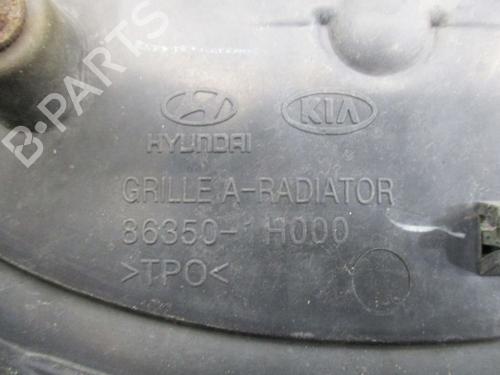 B-PARTS
HYUNDAI KIA
GRILLE A-RADIATOR
86350-1H000
>TPO<